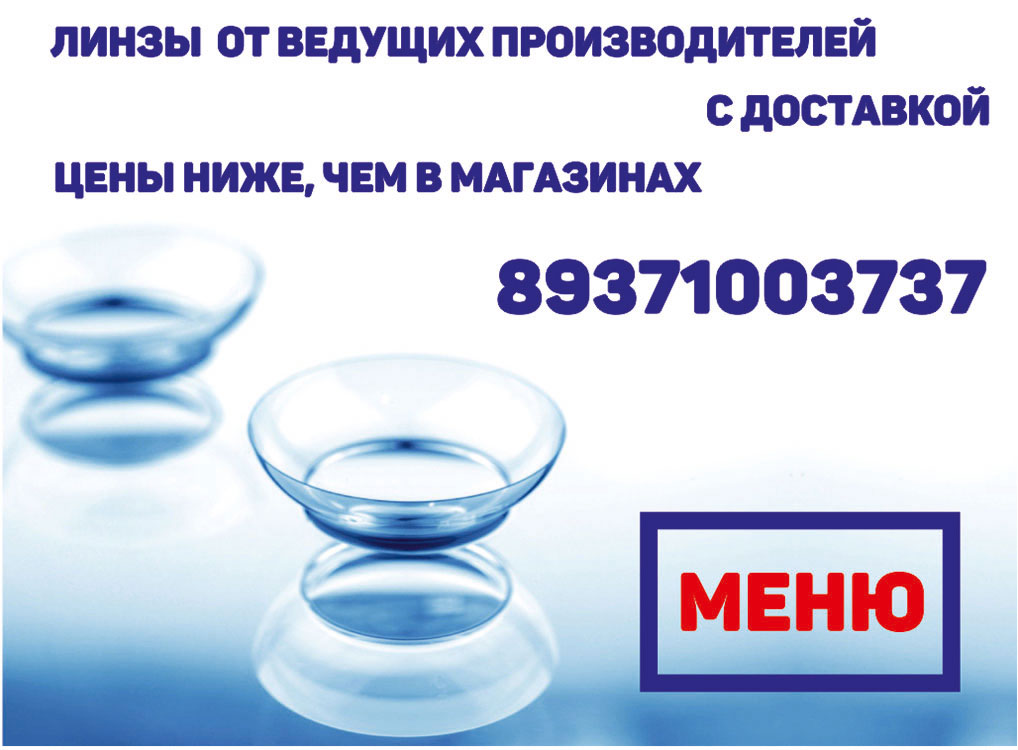 ЛИНЗЫ ОТ ВЕДУЩИХ ПРОИЗВОДИТЕЛЕЙ
С ДОСТАВКОЙ
ЦЕНЫ НИЖЕ, ЧЕМ В МАГАЗИНАХ
89371003737
МЕНЮ